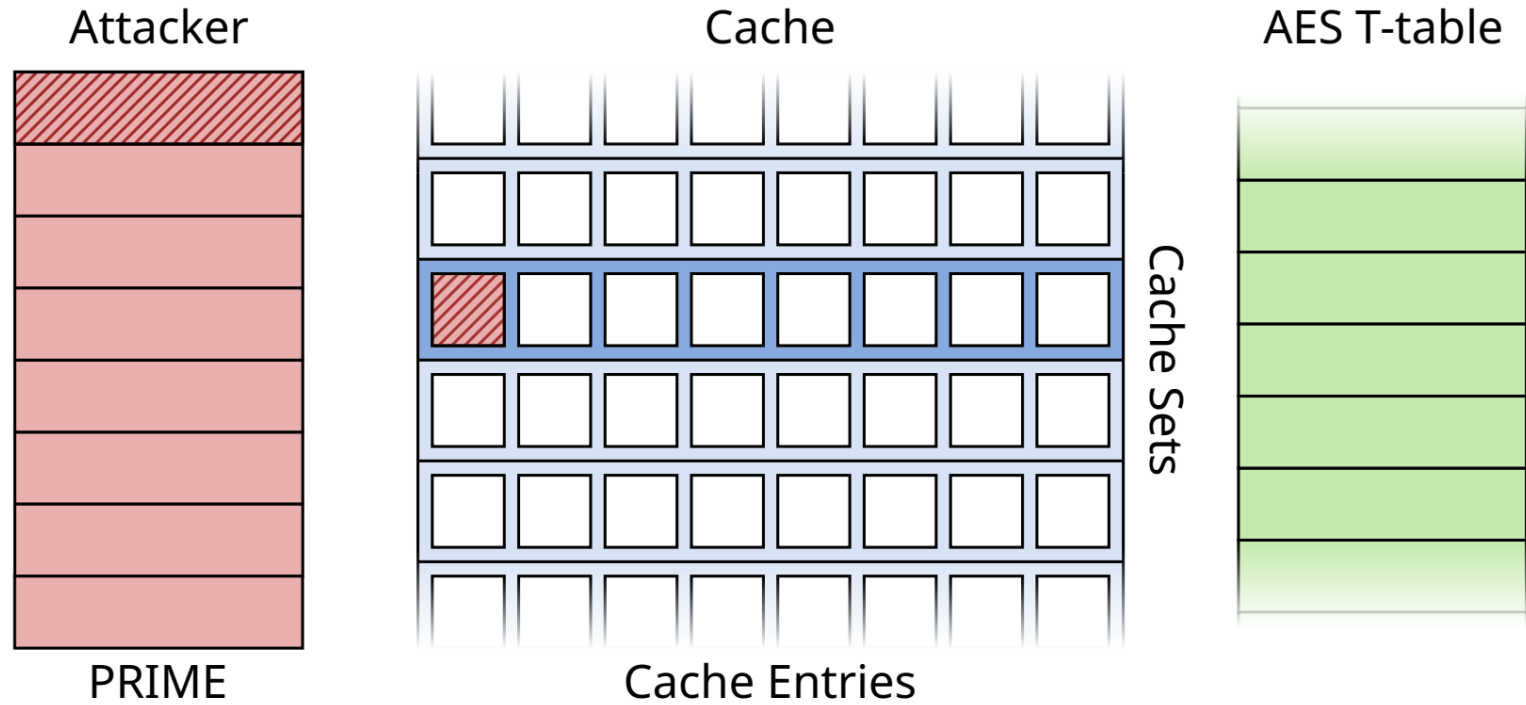 Attacker
Cache
AES T-table
Cache Sets
PRIME
Cache Entries